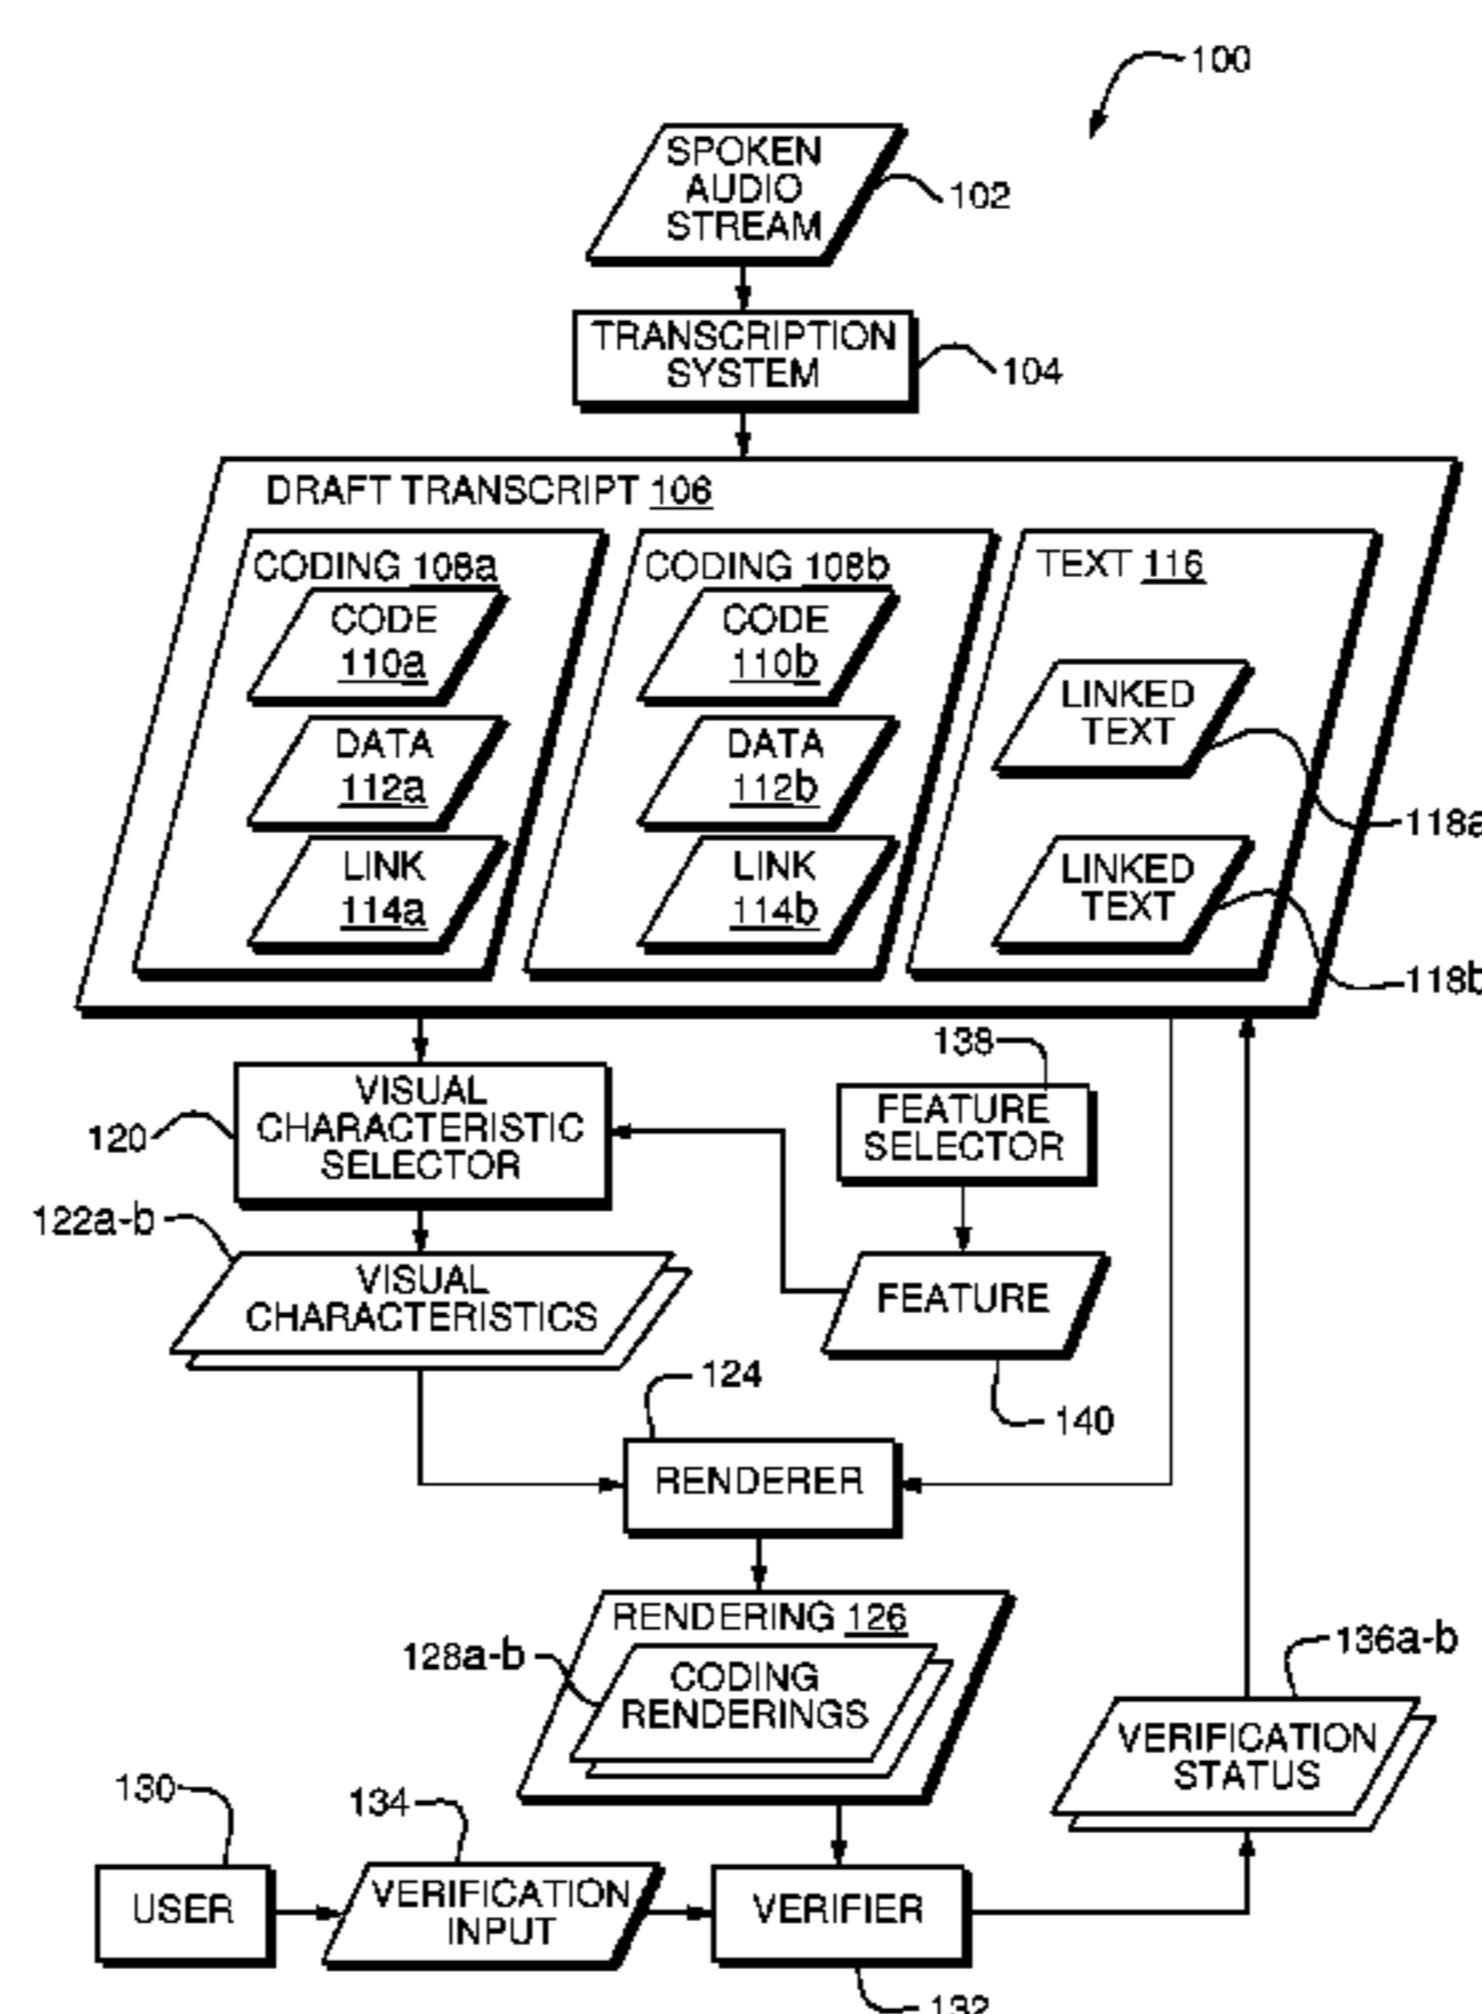 100
SPOKEN
AUDIO
STREAM
102
TRANSCRIPTION
SYSTEM
104
DRAFT TRANSCRIPT 106
CODING 108a
CODE
110a
DATA
112a
LINK
114a
CODING 108b
CODE
110b
DATA
112b
LINK
114b
TEXT 116
LINKED
TEXT
118a
LINKED
TEXT
118b
138
VISUAL
CHARACTERISTIC
SELECTOR
120
FEATURE
SELECTOR
122a-b
VISUAL
CHARACTERISTICS
FEATURE
124
140
RENDERER
RENDERING 126
128a-b
CODING
RENDERINGS
136a-b
VERIFICATION
STATUS
130
134
USER
VERIFICATION
INPUT
VERIFIER
132